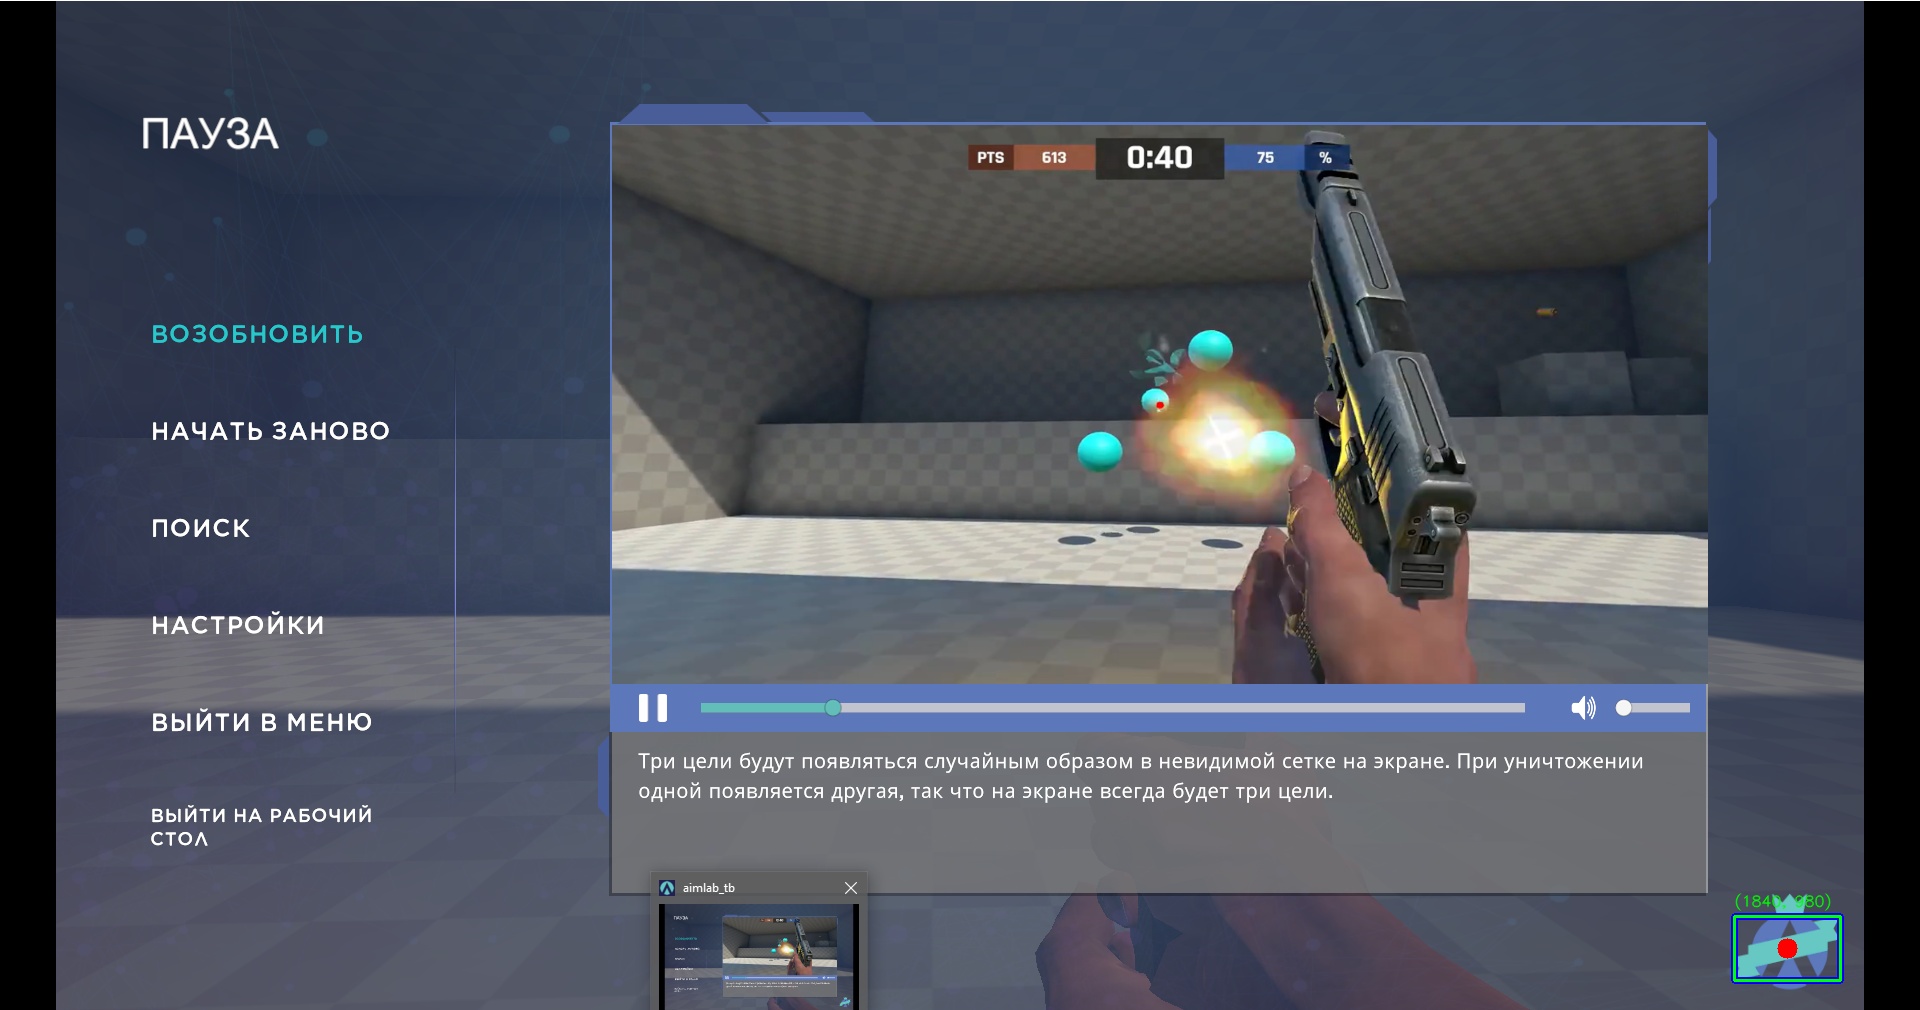 ПАУЗА
PTS 613 0:40 75 %
ВОЗОБНОВИТЬ
НАЧАТЬ ЗАНОВО
ПОИСК
НАСТРОЙКИ
ВЫЙТИ В МЕНЮ
ВЫЙТИ НА РАБОЧИЙ
СТОЛ
Три цели будут появляться случайным образом в невидимой сетке на экране. При уничтожении
одной появляется другая, так что на экране всегда будет три цели.
aimlab_tb
(1840, 980)